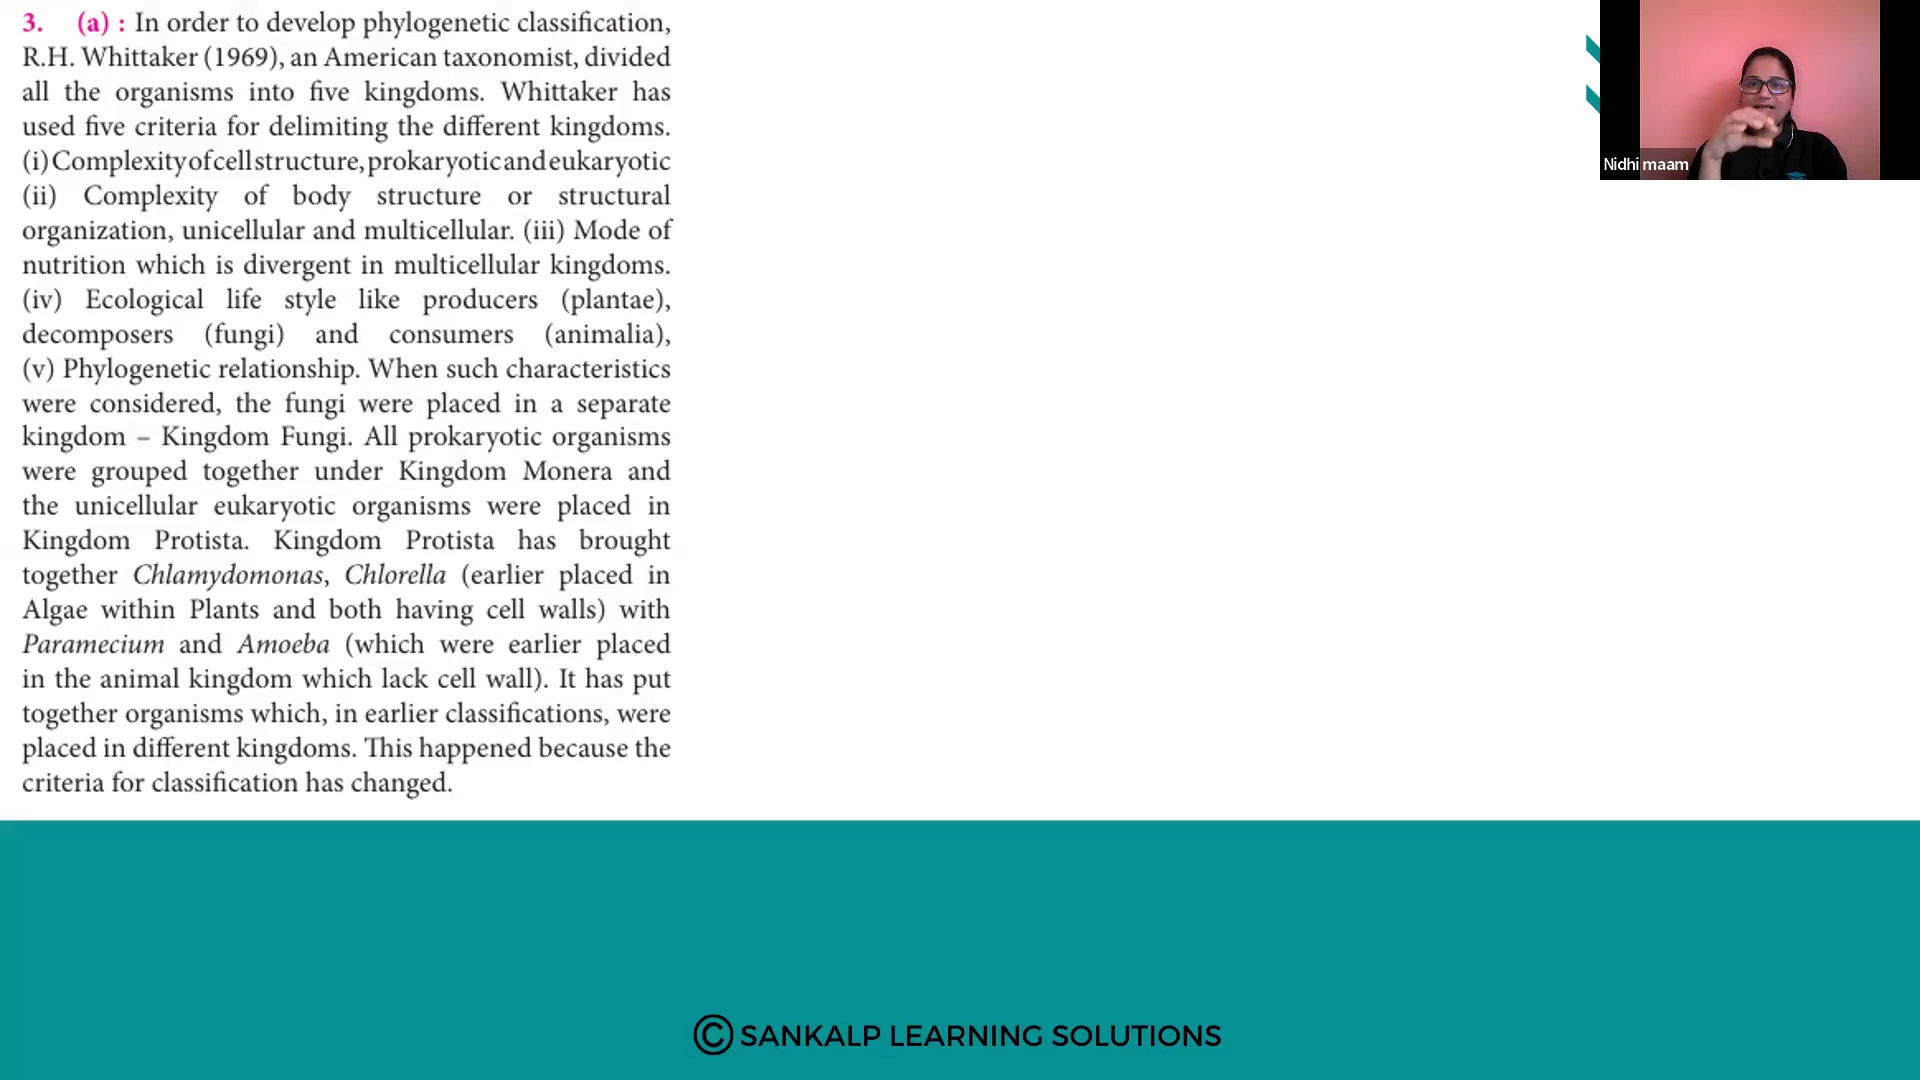 3. (a) : In order to develop phylogenetic classification,
R.H. Whittaker (1969), an American taxonomist, divided
all the organisms into five kingdoms. Whittaker has
used five criteria for delimiting the different kingdoms.
(i) Complexity of cell structure, prokaryotic and eukaryotic
(ii) Complexity of body structure or structural
organization, unicellular and multicellular. (iii) Mode of
nutrition which is divergent in multicellular kingdoms.
(iv) Ecological life style like producers (plantae),
decomposers (fungi) and consumers (animalia),
(v) Phylogenetic relationship. When such characteristics
were considered, the fungi were placed in a separate
kingdom – Kingdom Fungi. All prokaryotic organisms
were grouped together under Kingdom Monera and
the unicellular eukaryotic organisms were placed in
Kingdom Protista. Kingdom Protista has brought
together Chlamydomonas, Chlorella (earlier placed in
Algae within Plants and both having cell walls) with
Paramecium and Amoeba (which were earlier placed
in the animal kingdom which lack cell wall). It has put
together organisms which, in earlier classifications, were
placed in different kingdoms. This happened because the
criteria for classification has changed.
Nidhi maam
© SANKALP LEARNING SOLUTIONS